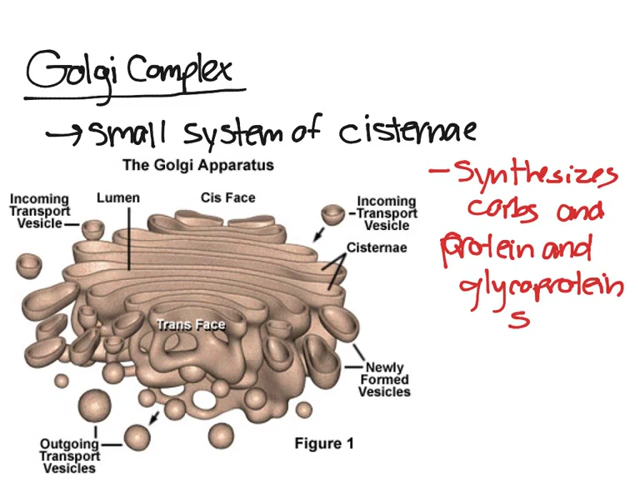 Golgi Complex
→ Small system of cisternae
The Golgi Apparatus
Incoming
Transport
Vesicle
Lumen
Cis Face
Incoming
Transport
Vesicle
Cisternae
Trans Face
Newly
Formed
Vesicles
Outgoing
Transport
Vesicles
Figure 1
- Synthesizes
carbs and
protein and
glycoprotein
s